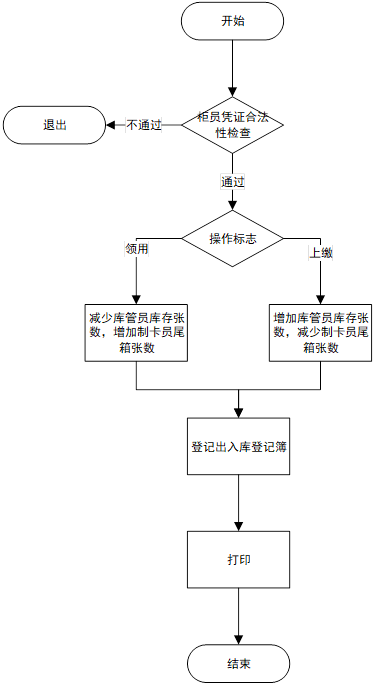 开始
柜员凭证合法
性检查
不通过
退出
通过
操作标志
领用
上缴
减少库管员库存张
数，增加制卡员尾
箱张数
增加库管员库存张
数，减少制卡员尾
箱张数
登记出入库登记簿
打印
结束